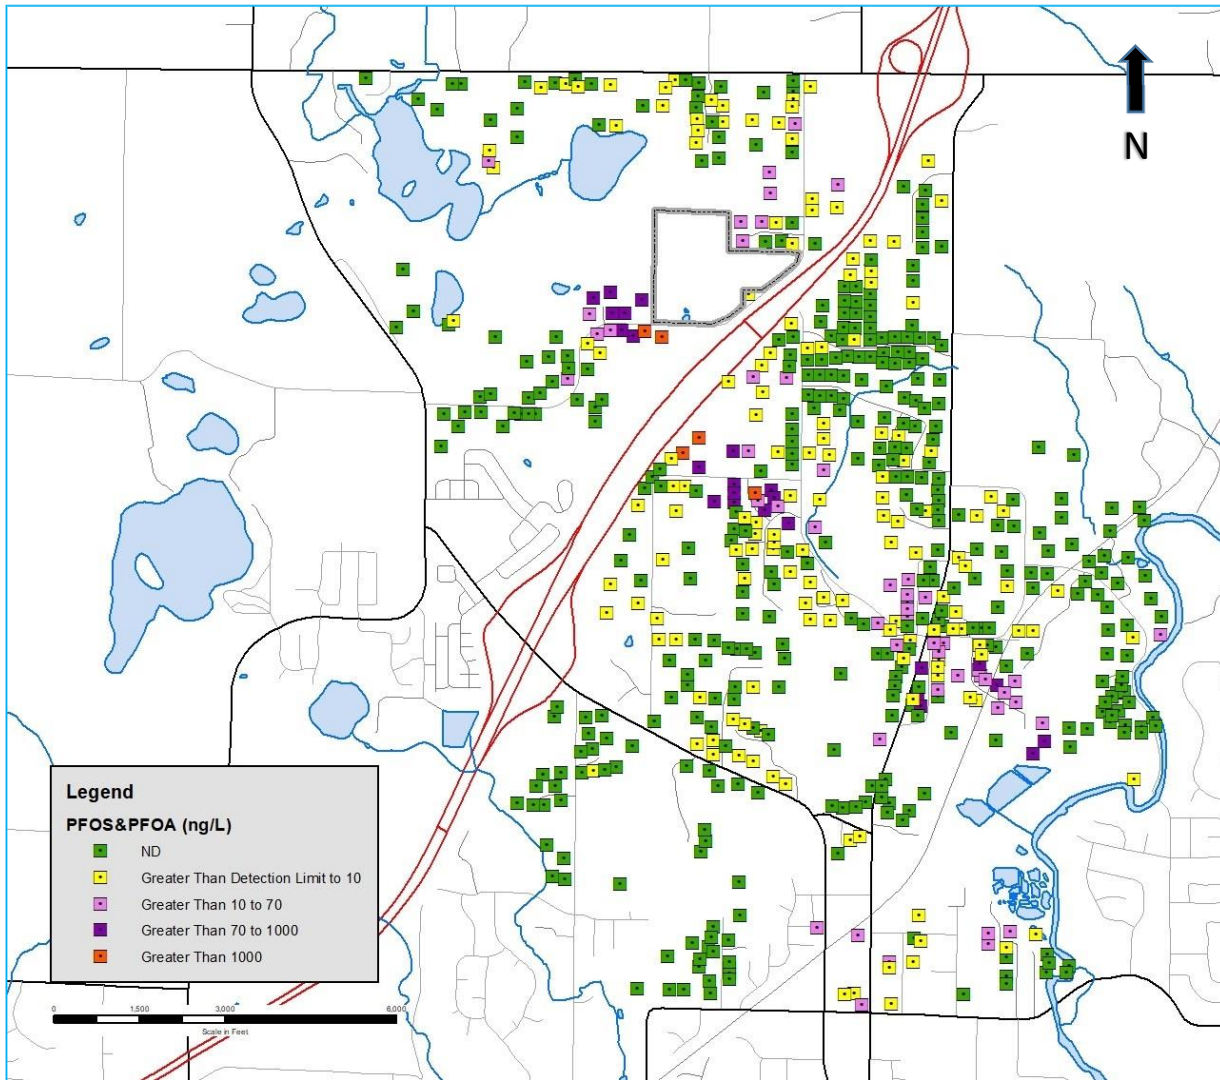 N
Legend
PFOS&PFOA (ng/L)
ND
Greater Than Detection Limit to 10
Greater Than 10 to 70
Greater Than 70 to 1000
Greater Than 1000
0 1,500 3,000 6,000
Scale in Feet